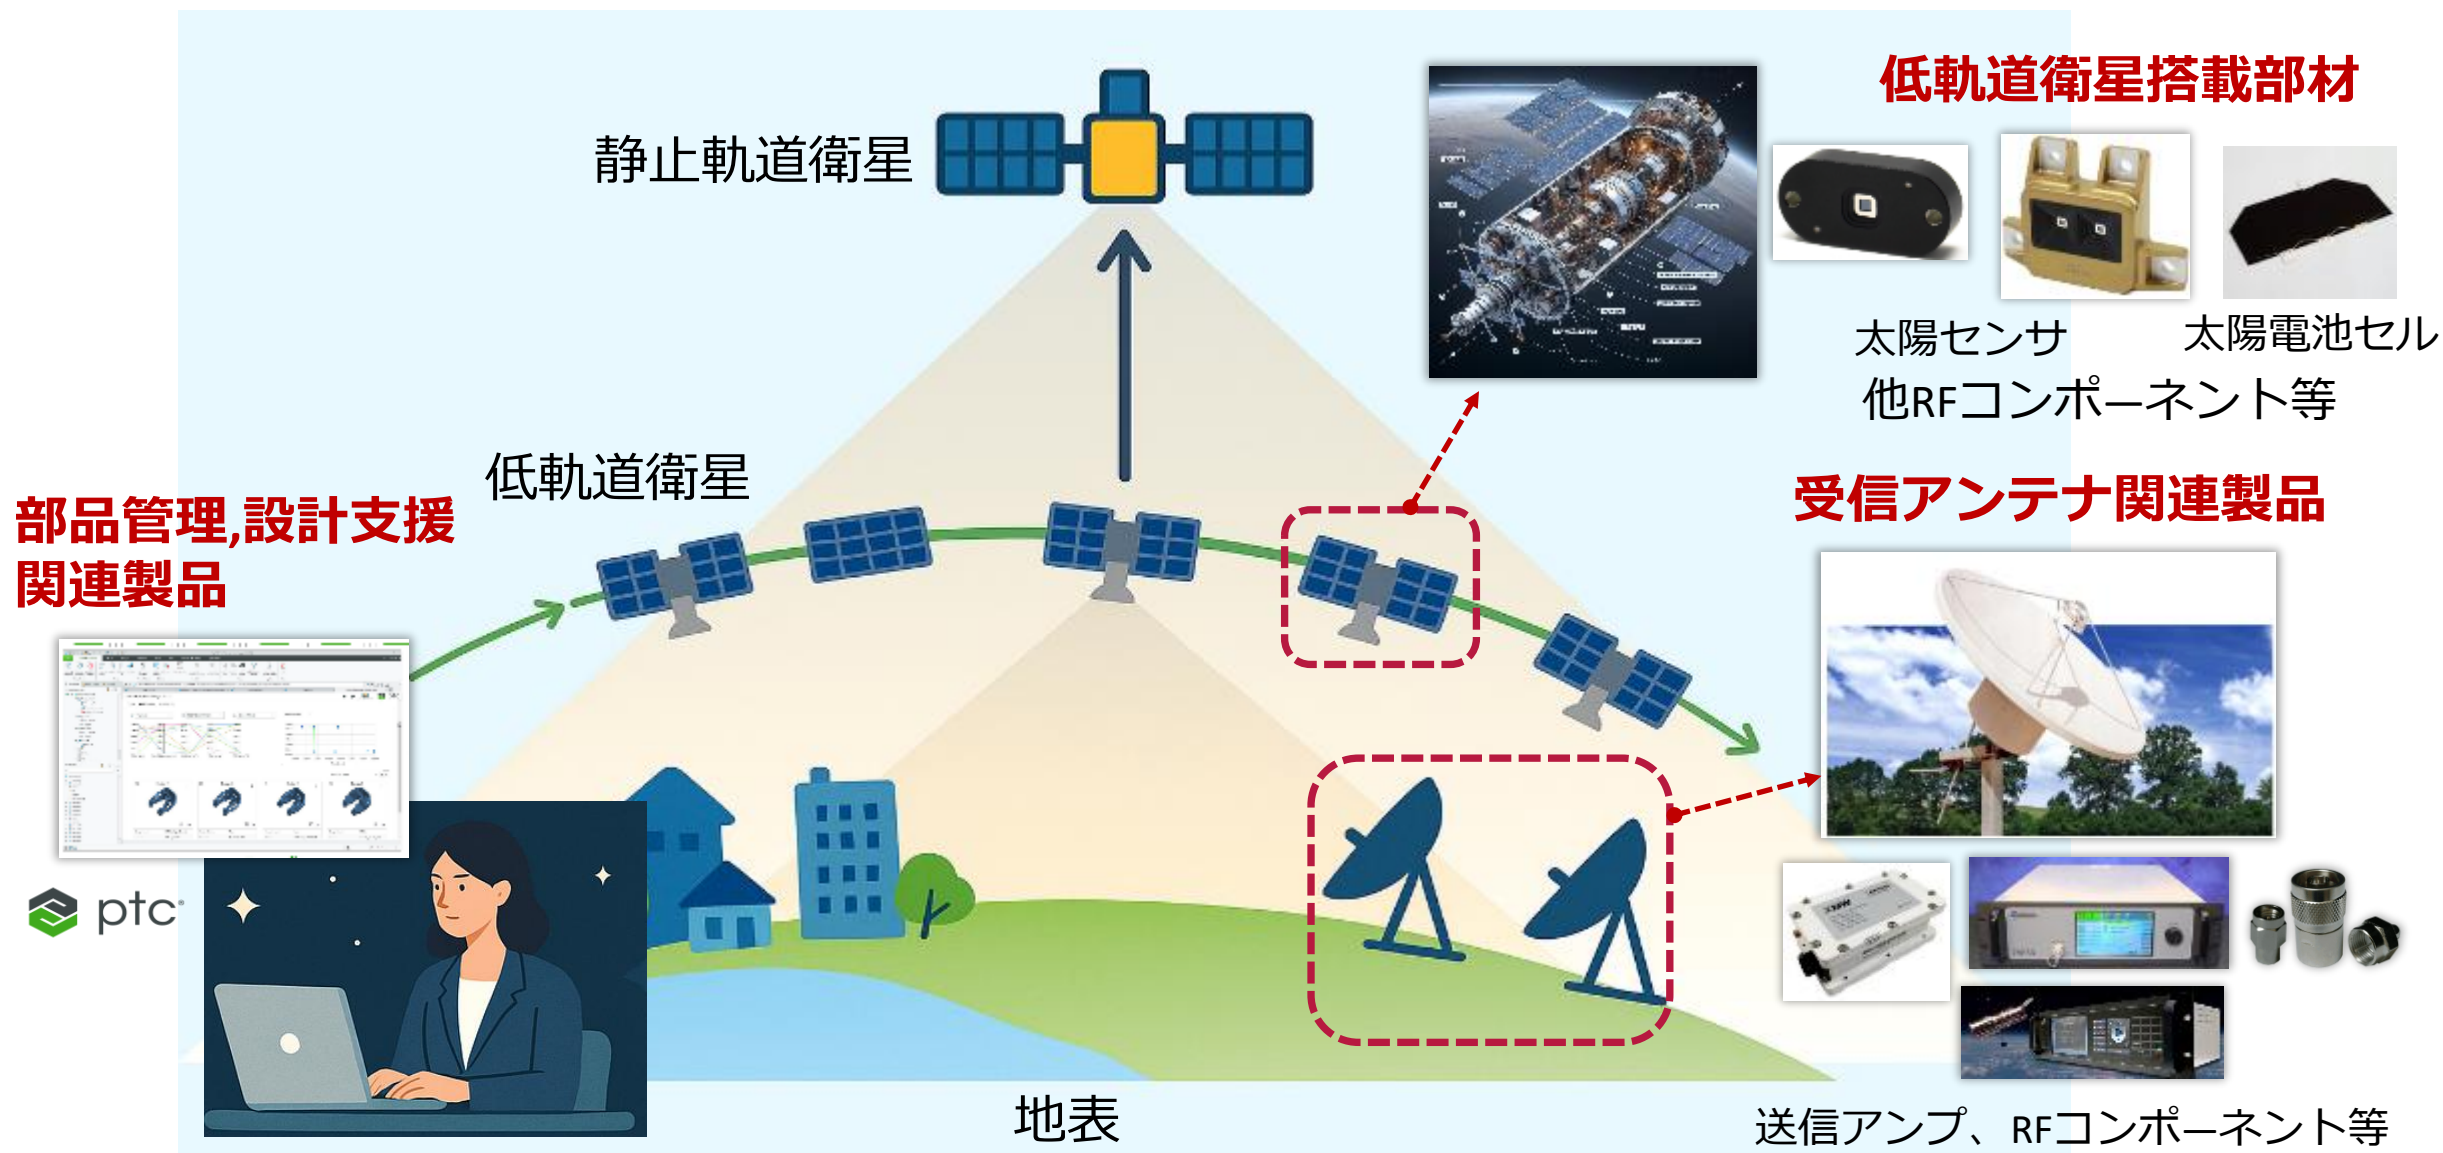 低軌道衛星搭載部材
静止軌道衛星
太陽センサ
太陽電池セル
他RFコンポーネント等
低軌道衛星
受信アンテナ関連製品
部品管理,設計支援
関連製品
ptc
地表
送信アンプ、RFコンポーネント等